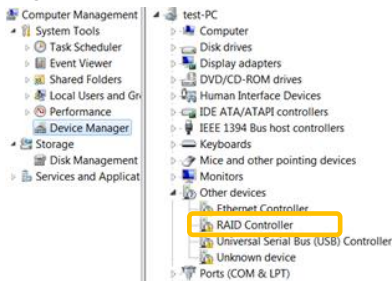 Computer Management
System Tools
Task Scheduler
Event Viewer
Shared Folders
Local Users and Gr
Performance
Device Manager
Storage
Disk Management
Services and Applicat
test-PC
Computer
Disk drives
Display adapters
DVD/CD-ROM drives
Human Interface Devices
IDE ATA/ATAPI controllers
IEEE 1394 Bus host controllers
Keyboards
Mice and other pointing devices
Monitors
Other devices
Ethernet Controller
RAID Controller
Universal Serial Bus (USB) Controller
Unknown device
Ports (COM & LPT)